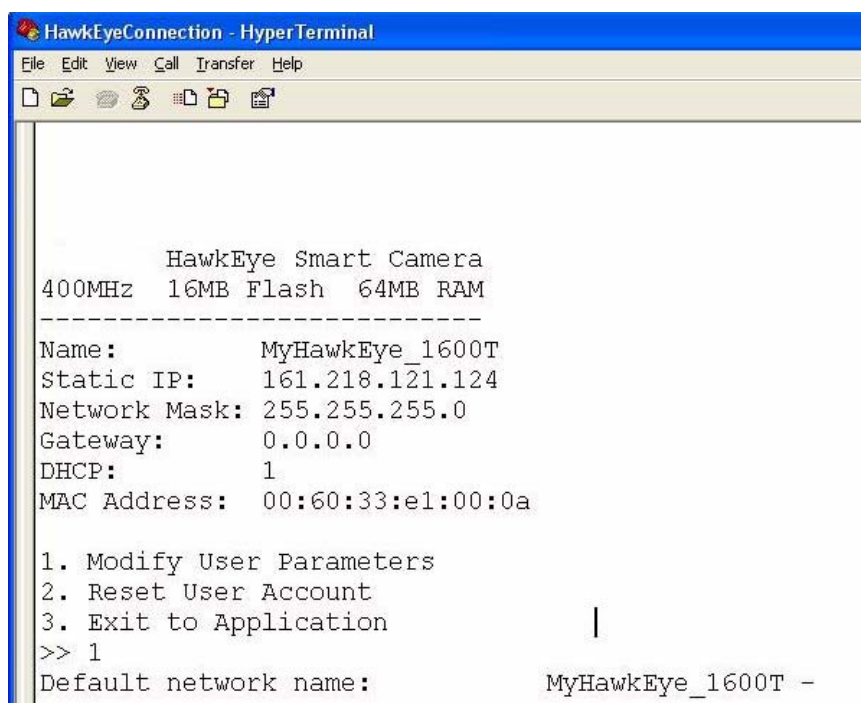 HawkEyeConnection - HyperTerminal
File Edit View Call Transfer Help
HawkEye Smart Camera
400MHz 16MB Flash 64MB RAM
----------------------------
Name: MyHawkEye_1600T
Static IP: 161.218.121.124
Network Mask: 255.255.255.0
Gateway: 0.0.0.0
DHCP: 1
MAC Address: 00:60:33:e1:00:0a
1. Modify User Parameters
2. Reset User Account
3. Exit to Application
>> 1
Default network name: MyHawkEye_1600T -